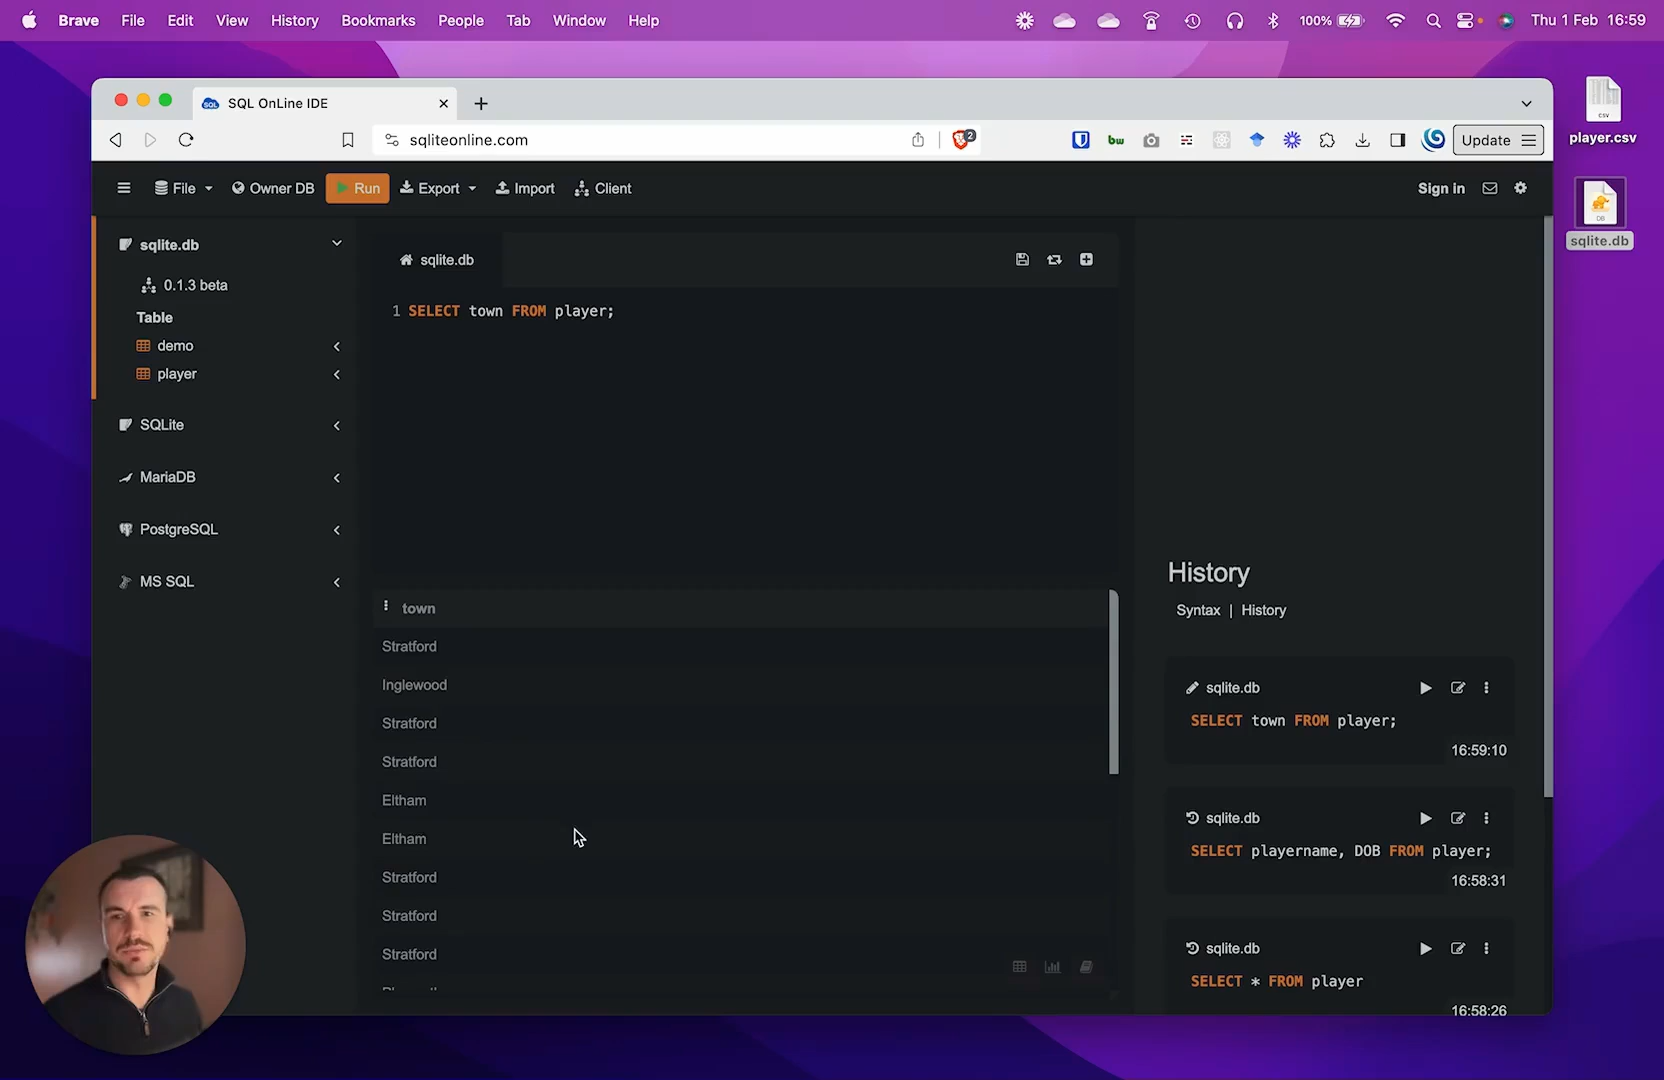 Brave File Edit View History Bookmarks People Tab Window Help 100% Thu 1 Feb 16:59
SQL SQL OnLine IDE
sqliteonline.com 2 bw Update
CSV
player.csv
DB
sqlite.db
File Owner DB Run Export Import Client Sign in
sqlite.db
0.1.3 beta
Table
demo
player
SQLite
MariaDB
PostgreSQL
MS SQL
sqlite.db
1 SELECT town FROM player;
town
Stratford
Inglewood
Stratford
Stratford
Eltham
Eltham
Stratford
Stratford
Stratford
History
Syntax | History
sqlite.db
SELECT town FROM player;
16:59:10
sqlite.db
SELECT playername, DOB FROM player;
16:58:31
sqlite.db
SELECT * FROM player
16:58:26